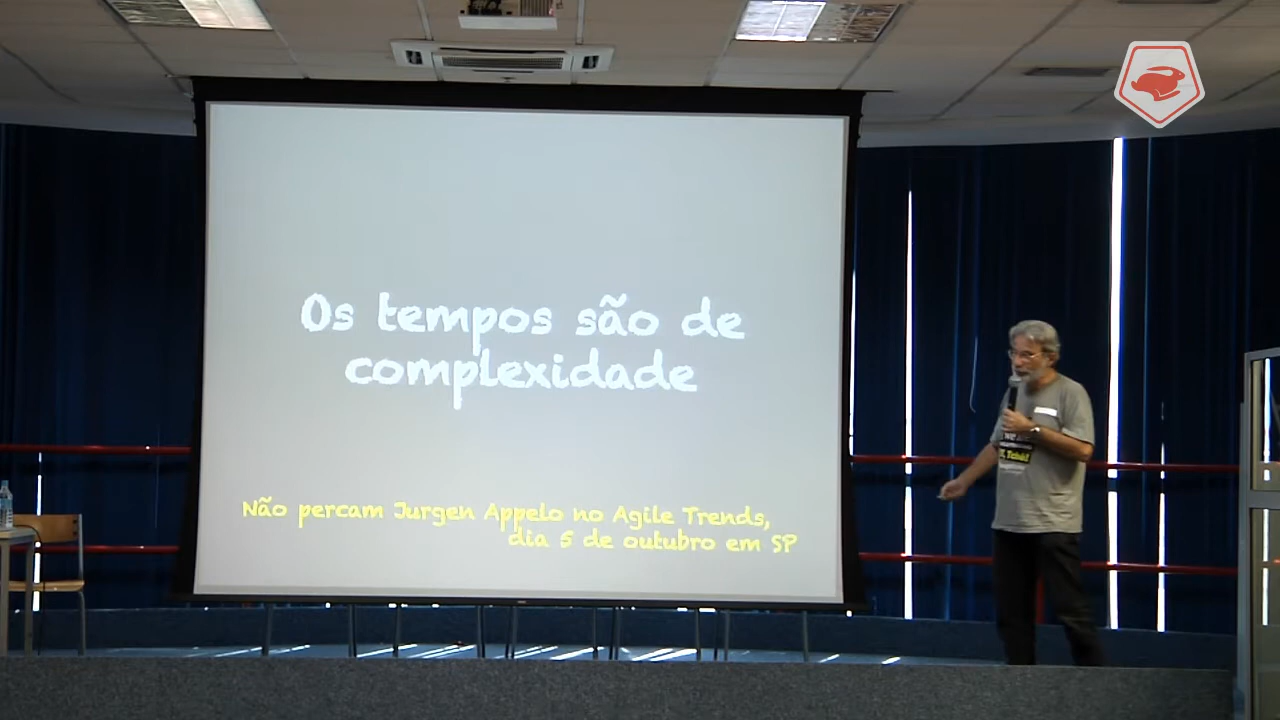 Os tempos são de
complexidade
Não percam Jurgen Appelo no Agile Trends,
dia 5 de outubro em SP